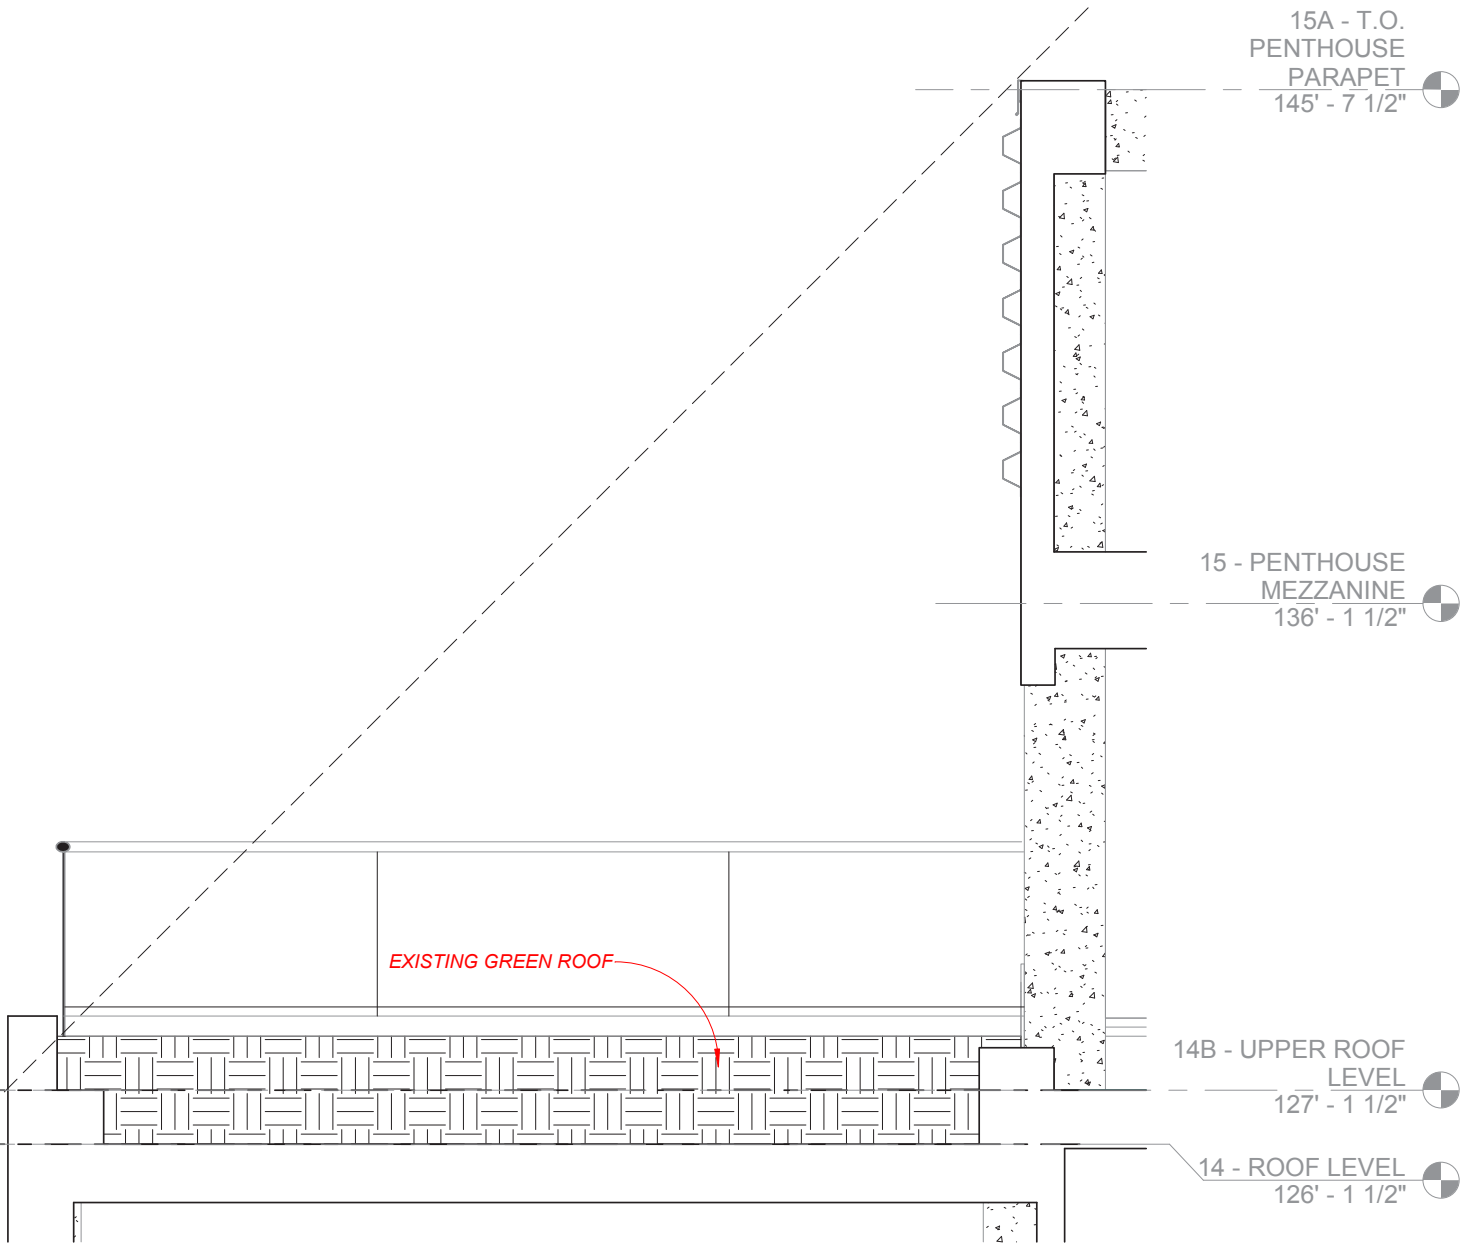 15A - T.O.
PENTHOUSE
PARAPET
145' - 7 1/2"
15 - PENTHOUSE
MEZZANINE
136' - 1 1/2"
EXISTING GREEN ROOF
14B - UPPER ROOF
LEVEL
127' - 1 1/2"
14 - ROOF LEVEL
126' - 1 1/2"